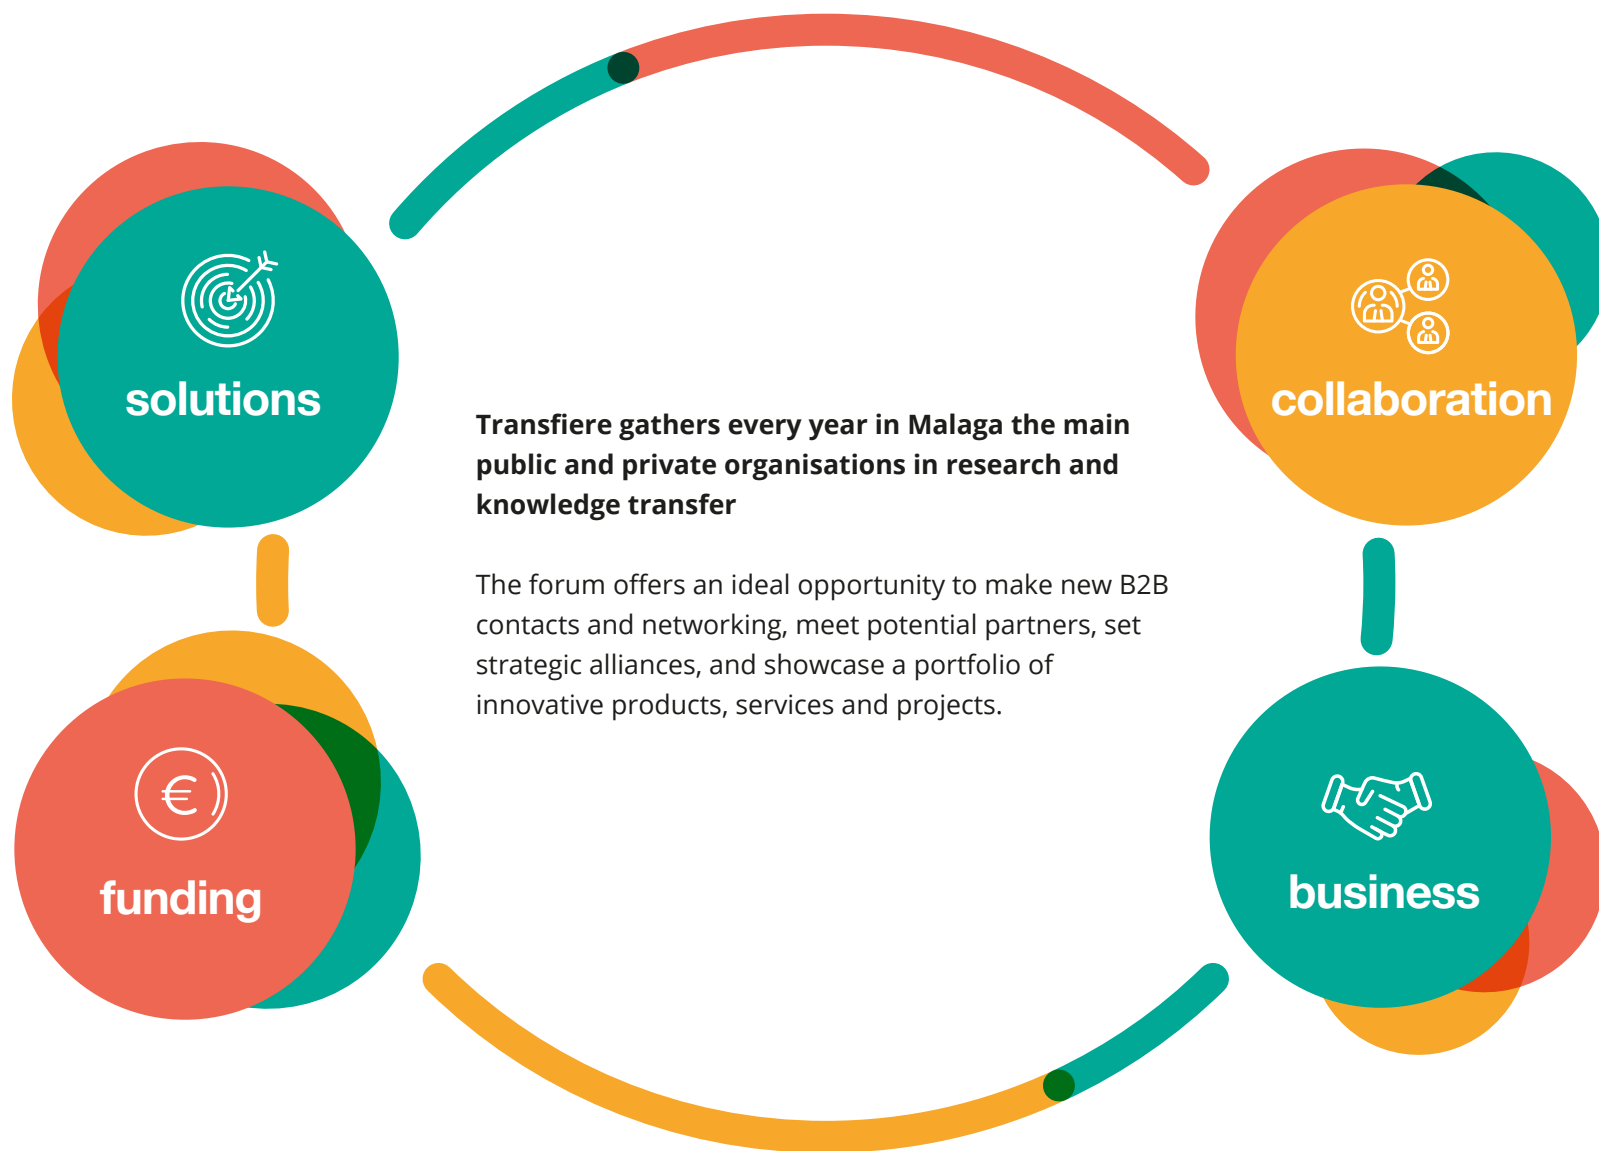 solutions
collaboration
Transfiere gathers every year in Malaga the main
public and private organisations in research and
knowledge transfer
The forum offers an ideal opportunity to make new B2B
contacts and networking, meet potential partners, set
strategic alliances, and showcase a portfolio of
innovative products, services and projects.
€
funding
business